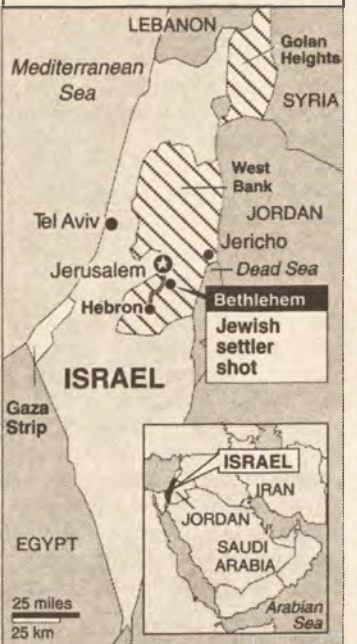 LEBANON
Golan
Heights
Mediterranean
Sea
SYRIA
West
Bank
JORDAN
Tel Aviv
Jericho
Jerusalem
Dead Sea
Bethlehem
Hebron
Jewish
settler
shot
ISRAEL
Gaza
Strip
ISRAEL
IRAN
JORDAN
EGYPT
SAUDI
ARABIA
25 miles
25 km
Arabian
Sea